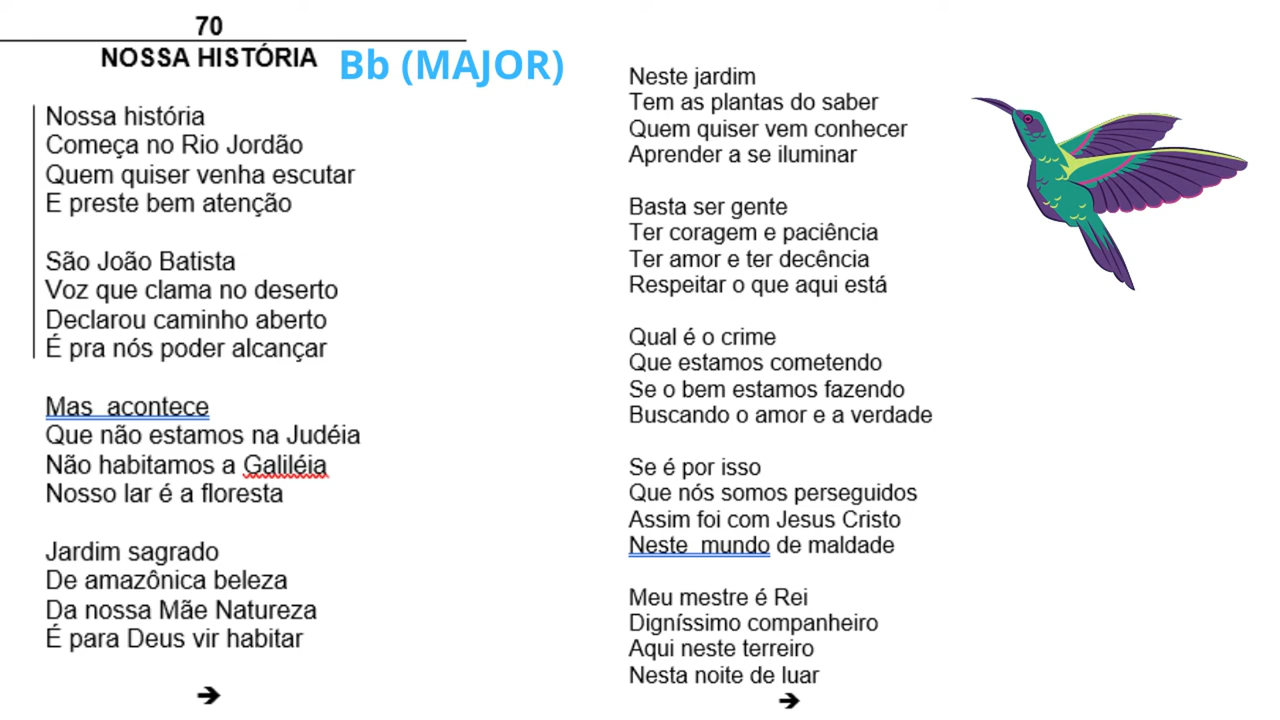 70
NOSSA HISTÓRIA
Bb (MAJOR)
Nossa história
Começa no Rio Jordão
Quem quiser venha escutar
E preste bem atenção
São João Batista
Voz que clama no deserto
Declarou caminho aberto
É pra nós poder alcançar
Mas acontece
Que não estamos na Judéia
Não habitamos a Galiléia
Nosso lar é a floresta
Jardim sagrado
De amazônica beleza
Da nossa Mãe Natureza
É para Deus vir habitar
➔
Neste jardim
Tem as plantas do saber
Quem quiser vem conhecer
Aprender a se iluminar
Basta ser gente
Ter coragem e paciência
Ter amor e ter decência
Respeitar o que aqui está
Qual é o crime
Que estamos cometendo
Se o bem estamos fazendo
Buscando o amor e a verdade
Se é por isso
Que nós somos perseguidos
Assim foi com Jesus Cristo
Neste mundo de maldade
Meu mestre é Rei
Digníssimo companheiro
Aqui neste terreiro
Nesta noite de luar
➔